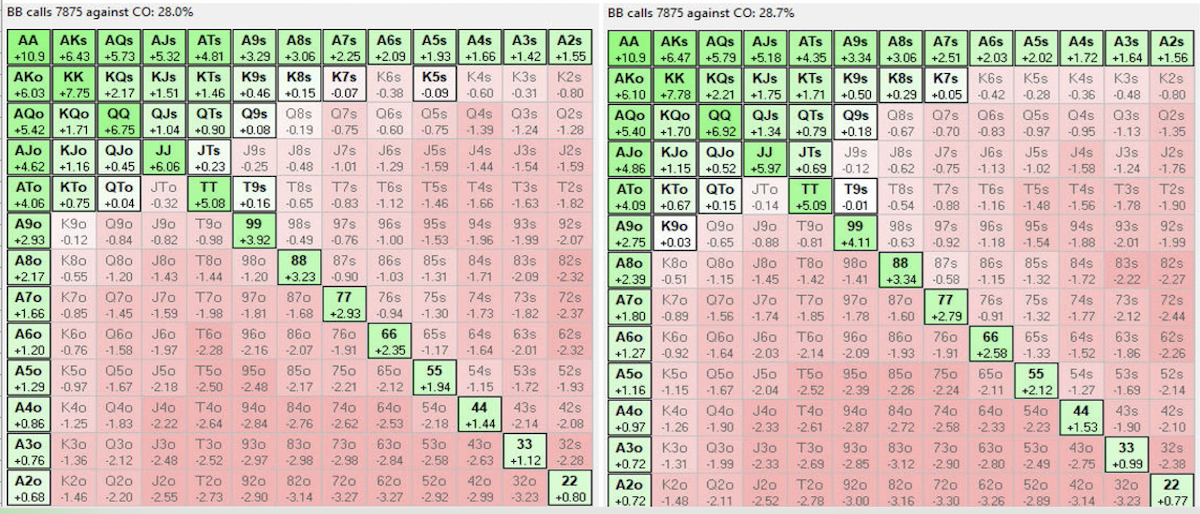 BB calls 7875 against CO: 28.0%
AA AKs AQs AJs ATs A9s A8s A7s A6s A5s A4s A3s A2s
+10.9 +6.43 +5.73 +5.32 +4.81 +3.29 +3.06 +2.25 +2.09 +1.93 +1.66 +1.42 +1.55
AKo KK KQs KJs KTs K9s K8s K7s K6s K5s K4s K3s K2s
+6.03 +7.75 +2.17 +1.51 +1.46 +0.46 +0.15 -0.07 -0.38 -0.09 -0.60 -0.31 -0.80
AQo KQo QQ QJs QTs Q9s Q8s Q7s Q6s Q5s Q4s Q3s Q2s
+5.42 +1.71 +6.75 +1.04 +0.90 +0.08 -0.19 -0.75 -0.60 -0.75 -1.39 -1.24 -1.28
AJo KJo QJo JJ JTs J9s J8s J7s J6s J5s J4s J3s J2s
+4.62 +1.16 +0.45 +6.06 +0.23 -0.25 -0.48 -1.01 -1.29 -1.59 -1.44 -1.54 -1.59
ATo KTo QTo JTo TT T9s T8s T7s T6s T5s T4s T3s T2s
+4.06 +0.75 +0.04 -0.32 +5.08 +0.16 -0.65 -0.83 -1.12 -1.46 -1.66 -1.63 -1.82
A9o K9o Q9o J9o T9o 99 98s 97s 96s 95s 94s 93s 92s
+2.93 -0.12 -0.84 -0.82 -0.98 +3.92 -0.49 -0.76 -1.00 -1.53 -1.96 -1.99 -2.07
A8o K8o Q8o J8o T8o 98o 88 87s 86s 85s 84s 83s 82s
+2.17 -0.55 -1.20 -1.43 -1.44 -1.20 +3.23 -0.90 -1.03 -1.31 -1.71 -2.09 -2.32
A7o K7o Q7o J7o T7o 97o 87o 77 76s 75s 74s 73s 72s
+1.66 -0.85 -1.45 -1.59 -1.98 -1.81 -1.68 +2.93 -0.94 -1.30 -1.73 -1.82 -2.37
A6o K6o Q6o J6o T6o 96o 86o 76o 66 65s 64s 63s 62s
+1.20 -0.76 -1.58 -1.97 -2.28 -2.16 -2.07 -1.91 +2.35 -1.17 -1.64 -2.01 -2.32
A5o K5o Q5o J5o T5o 95o 85o 75o 65o 55 54s 53s 52s
+1.29 -0.97 -1.67 -2.18 -2.50 -2.48 -2.17 -2.21 -2.12 +1.94 -1.15 -1.72 -1.93
A4o K4o Q4o J4o T4o 94o 84o 74o 64o 54o 44 43s 42s
+0.86 -1.25 -1.83 -2.22 -2.64 -2.84 -2.76 -2.62 -2.53 -2.18 +1.44 -2.14 -2.08
A3o K3o Q3o J3o T3o 93o 83o 73o 63o 53o 43o 33 32s
+0.76 -1.36 -2.12 -2.48 -2.52 -2.97 -2.98 -2.98 -2.84 -2.58 -2.63 +1.12 -2.28
A2o K2o Q2o J2o T2o 92o 82o 72o 62o 52o 42o 32o 22
+0.68 -1.46 -2.20 -2.55 -2.73 -2.90 -3.14 -3.27 -3.27 -2.92 -2.99 -3.23 +0.80
BB calls 7875 against CO: 28.7%
AA AKs AQs AJs ATs A9s A8s A7s A6s A5s A4s A3s A2s
+10.9 +6.47 +5.79 +5.18 +4.35 +3.34 +3.06 +2.51 +2.03 +2.02 +1.72 +1.64 +1.56
AKo KK KQs KJs KTs K9s K8s K7s K6s K5s K4s K3s K2s
+6.10 +7.78 +2.21 +1.75 +1.71 +0.50 +0.29 +0.05 -0.42 -0.28 -0.36 -0.48 -0.80
AQo KQo QQ QJs QTs Q9s Q8s Q7s Q6s Q5s Q4s Q3s Q2s
+5.40 +1.70 +6.92 +1.34 +0.79 +0.18 -0.67 -0.70 -0.83 -0.97 -0.95 -1.13 -1.35
AJo KJo QJo JJ JTs J9s J8s J7s J6s J5s J4s J3s J2s
+4.86 +1.15 +0.52 +5.97 +0.69 -0.12 -0.62 -0.75 -1.13 -1.02 -1.58 -1.24 -1.76
ATo KTo QTo JTo TT T9s T8s T7s T6s T5s T4s T3s T2s
+4.09 +0.67 +0.15 -0.14 +5.09 -0.01 -0.54 -0.88 -1.16 -1.48 -1.56 -1.78 -1.90
A9o K9o Q9o J9o T9o 99 98s 97s 96s 95s 94s 93s 92s
+2.75 +0.03 -0.65 -0.88 -0.81 +4.11 -0.63 -0.92 -1.18 -1.54 -1.88 -2.01 -1.99
A8o K8o Q8o J8o T8o 98o 88 87s 86s 85s 84s 83s 82s
+2.39 -0.51 -1.15 -1.45 -1.42 -1.41 +3.34 -0.58 -1.15 -1.32 -1.72 -2.22 -2.27
A7o K7o Q7o J7o T7o 97o 87o 77 76s 75s 74s 73s 72s
+1.80 -0.89 -1.56 -1.74 -1.85 -1.78 -1.60 +2.79 -0.91 -1.32 -1.77 -2.12 -2.44
A6o K6o Q6o J6o T6o 96o 86o 76o 66 65s 64s 63s 62s
+1.27 -0.92 -1.64 -2.03 -2.14 -2.09 -1.93 -1.91 +2.58 -1.33 -1.52 -1.86 -2.26
A5o K5o Q5o J5o T5o 95o 85o 75o 65o 55 54s 53s 52s
+1.16 -1.15 -1.67 -2.04 -2.52 -2.39 -2.26 -2.24 -2.11 +2.12 -1.27 -1.69 -2.14
A4o K4o Q4o J4o T4o 94o 84o 74o 64o 54o 44 43s 42s
+0.97 -1.26 -1.92 -2.33 -2.61 -2.87 -2.72 -2.58 -2.33 -2.23 +1.53 -1.90 -2.10
A3o K3o Q3o J3o T3o 93o 83o 73o 63o 53o 43o 33 32s
+0.72 -1.31 -1.99 -2.33 -2.69 -2.85 -3.12 -2.90 -2.80 -2.49 -2.75 +0.99 -2.38
A2o K2o Q2o J2o T2o 92o 82o 72o 62o 52o 42o 32o 22
+0.72 -1.48 -2.11 -2.52 -2.78 -3.00 -3.16 -3.30 -3.26 -2.89 -3.14 -3.23 +0.77